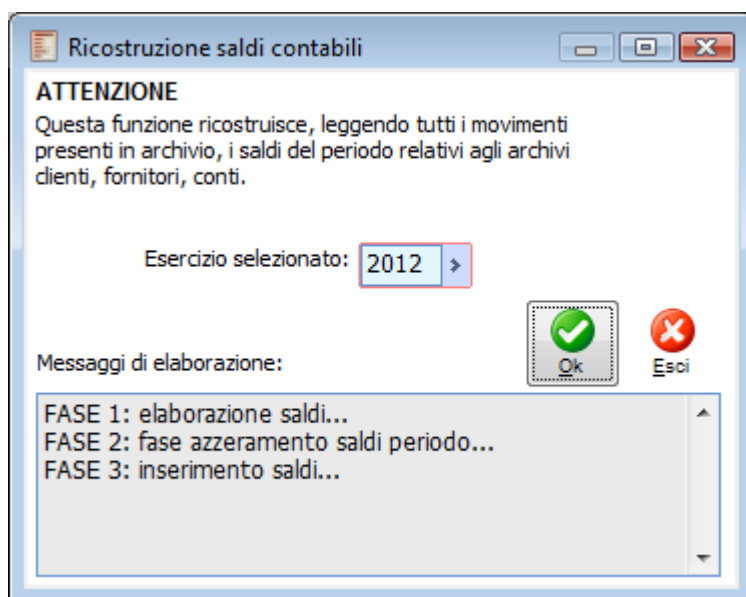 Ricostruzione saldi contabili
ATTENZIONE
Questa funzione ricostruisce, leggendo tutti i movimenti
presenti in archivio, i saldi del periodo relativi agli archivi
clienti, fornitori, conti.
Esercizio selezionato: 2012
Ok
Esci
Messaggi di elaborazione:
FASE 1: elaborazione saldi...
FASE 2: fase azzeramento saldi periodo...
FASE 3: inserimento saldi...